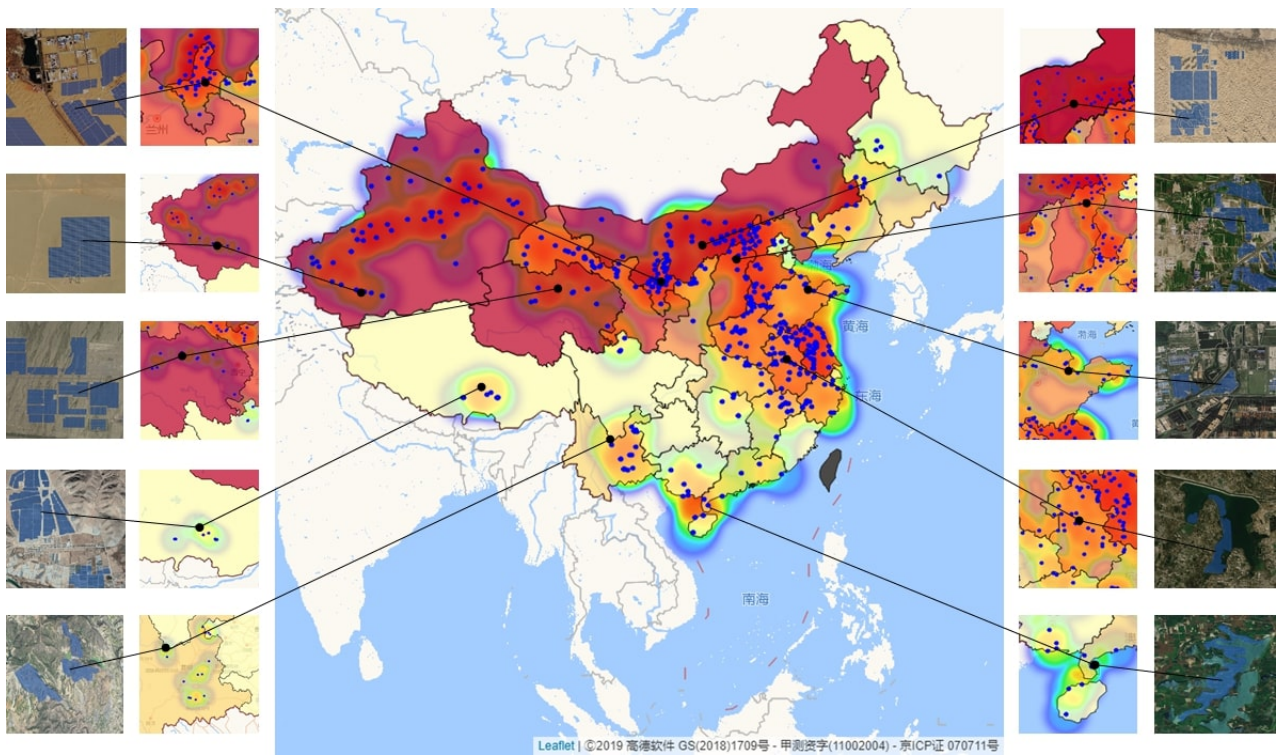 兰州
渤海
渤海
黄海
东海
南海
Leaflet | ©2019 高德软件 GS(2018)1709号 - 甲测资字(11002004) - 京ICP证 070711号